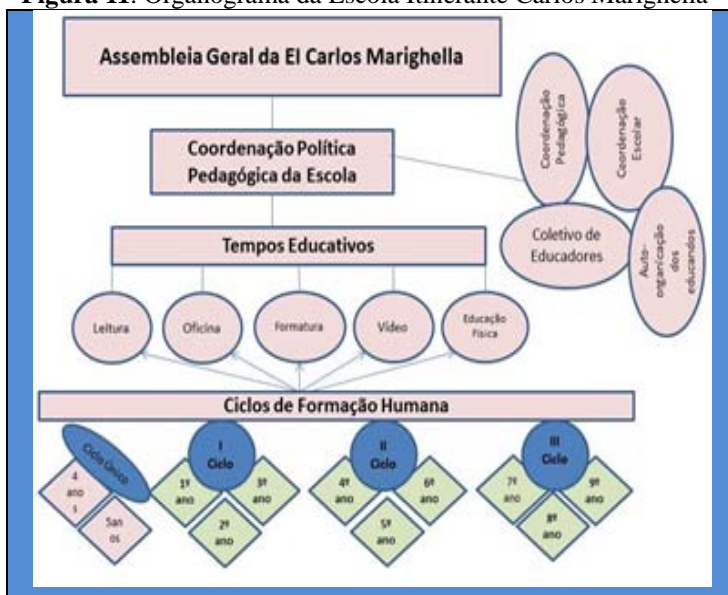 Figura 11: Organograma da Escola Itinerante Carlos Marighella
Assembleia Geral da EI Carlos Marighella
Coordenação Política
Pedagógica da Escola
Coordenação
Pedagógica
Coordenação
Escolar
Coletivo de
Educadores
Auto-
organização
dos
educandos
Tempos Educativos
Leitura
Oficina
Formatura
Vídeo
Educação
Física
Ciclos de Formação Humana
Ciclo Único
4
ano
s
5an
os
I
Ciclo
1º
ano
2º
ano
3º
ano
II
Ciclo
4º
ano
5º
ano
6º
ano
III
Ciclo
7º
ano
8º
ano
9º
ano